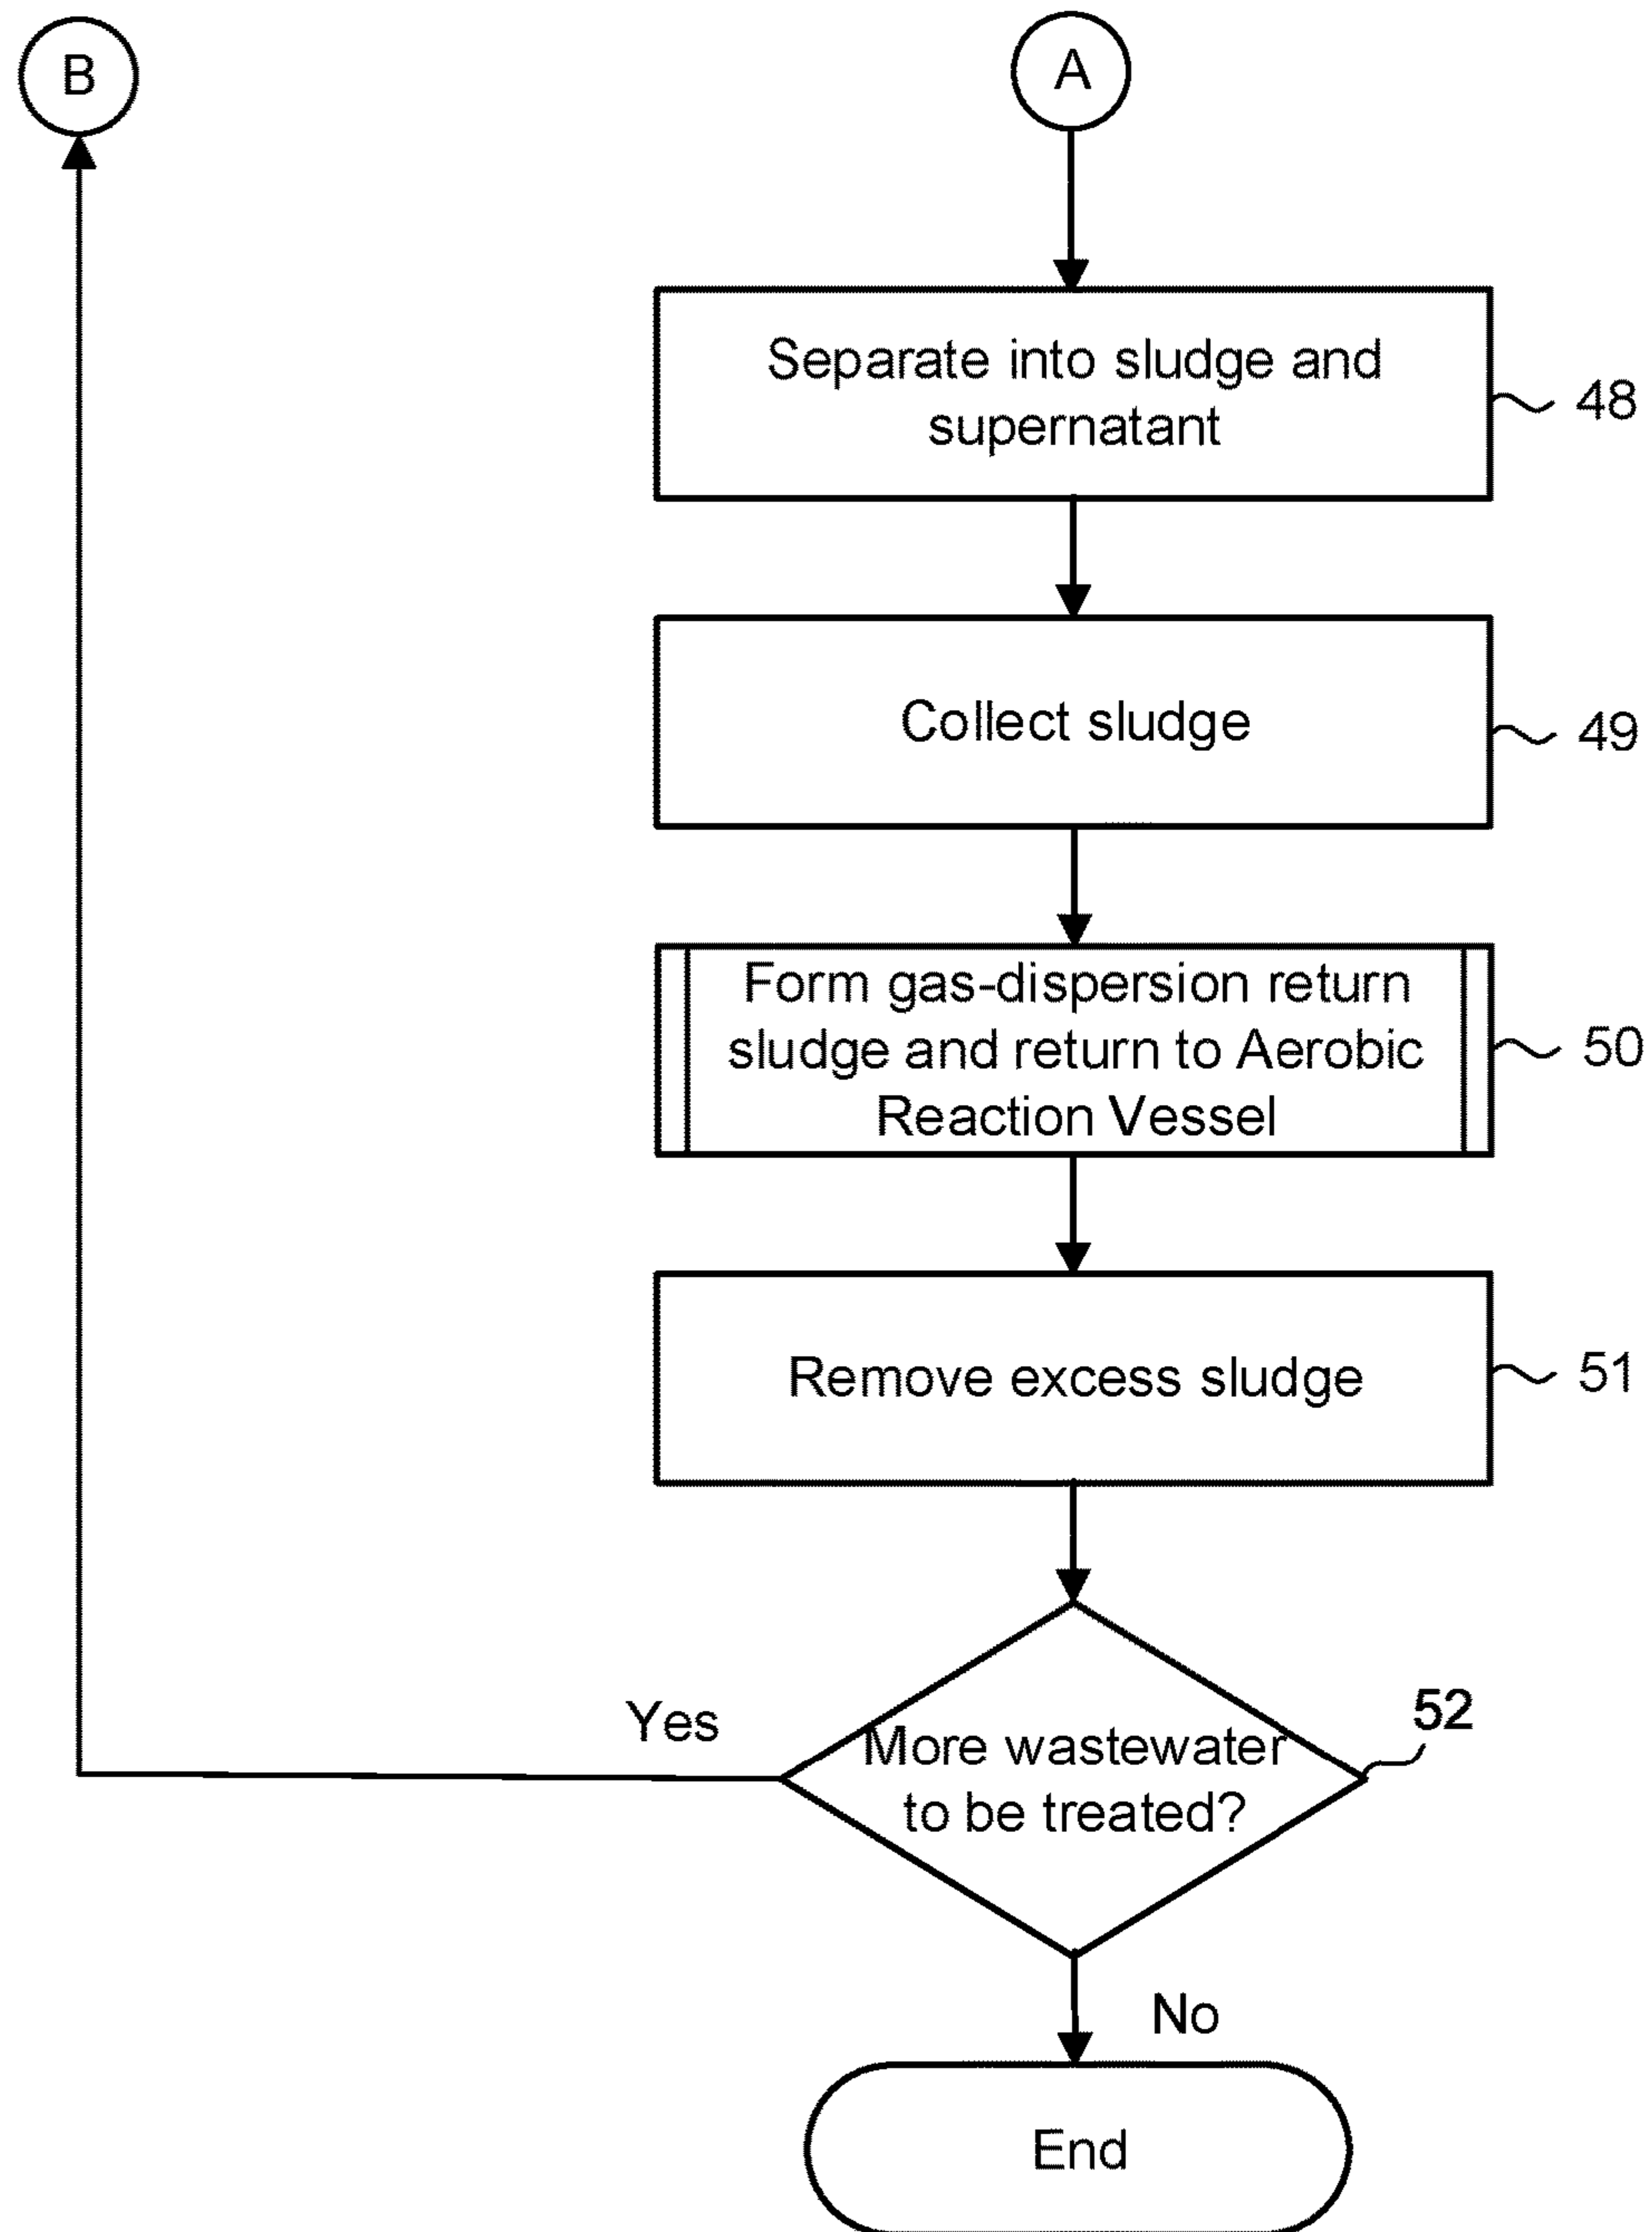 B
A
Separate into sludge and
supernatant
48
Collect sludge
49
Form gas-dispersion return
sludge and return to Aerobic
Reaction Vessel
50
Remove excess sludge
51
Yes
More wastewater
to be treated?
52
No
End